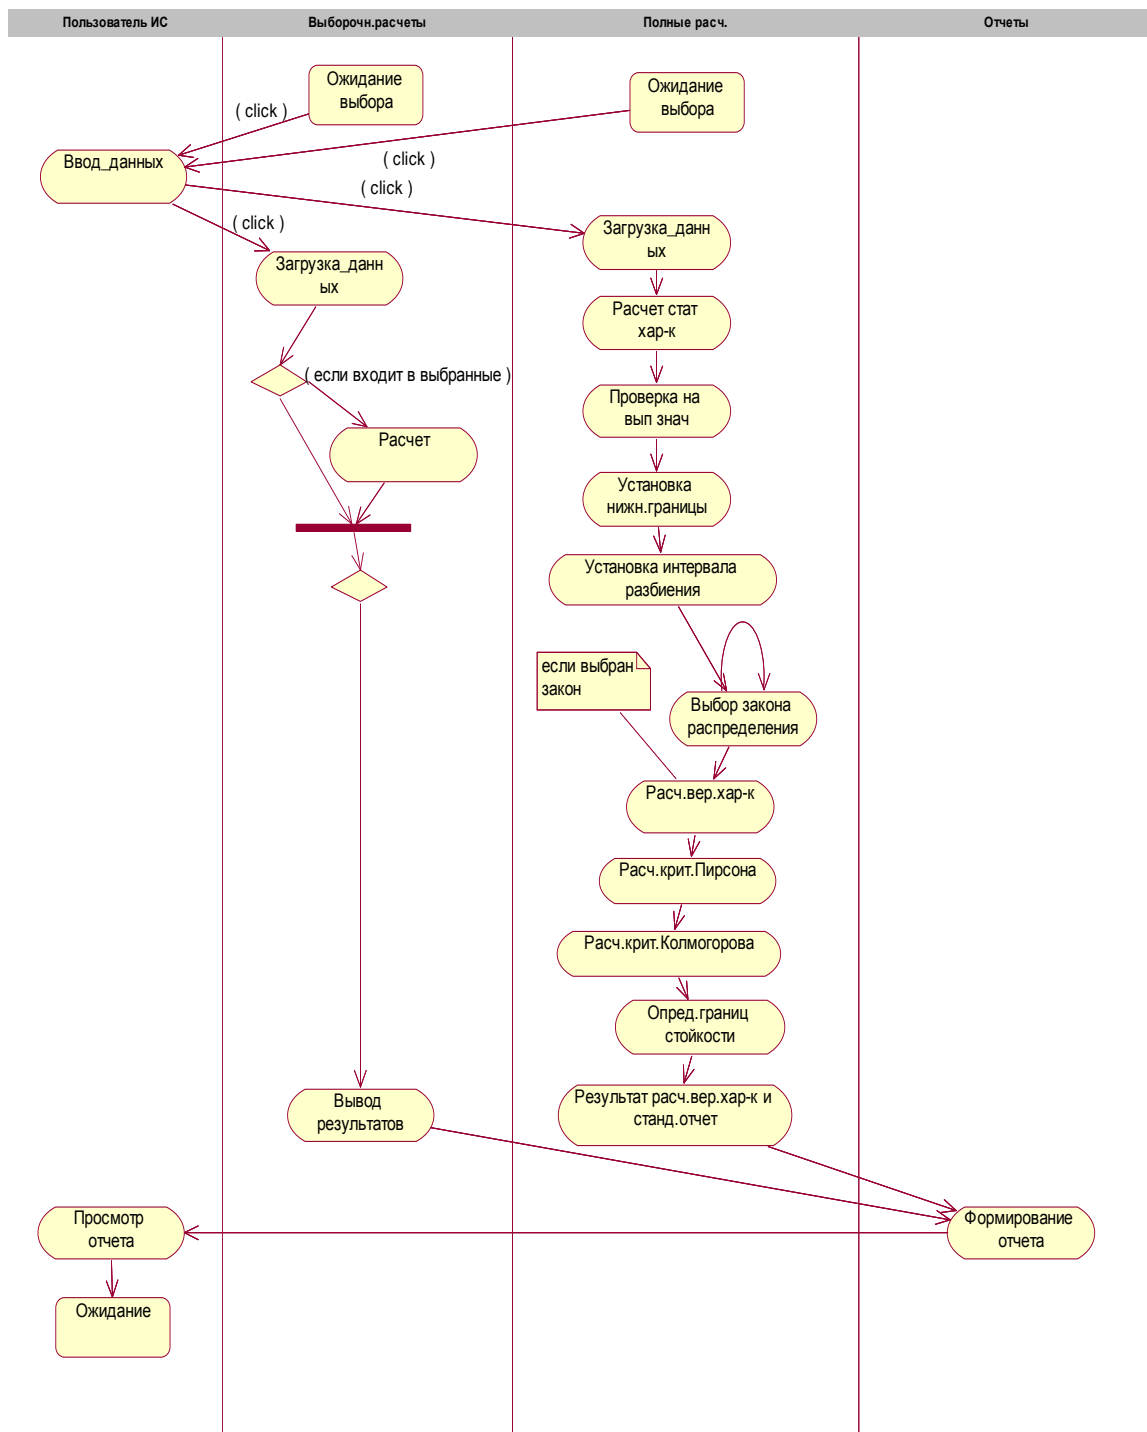 Пользователь ИС
Выборочн.расчеты
Полные расч.
Отчеты
Ожидание
выбора
Ожидание
выбора
( click )
( click )
Ввод_данных
( click )
( click )
Загрузка_данн
ых
Загрузка_данн
ых
Расчет стат
хар-к
( если входит в выбранные )
Проверка на
вып знач
Расчет
Установка
нижн.границы
Установка интервала
разбиения
если выбран
закон
Выбор закона
распределения
Расч.вер.хар-к
Расч.крит.Пирсона
Расч.крит.Колмогорова
Опред.границ
стойкости
Вывод
результатов
Результат расч.вер.хар-к и
станд.отчет
Просмотр
отчета
Формирование
отчета
Ожидание